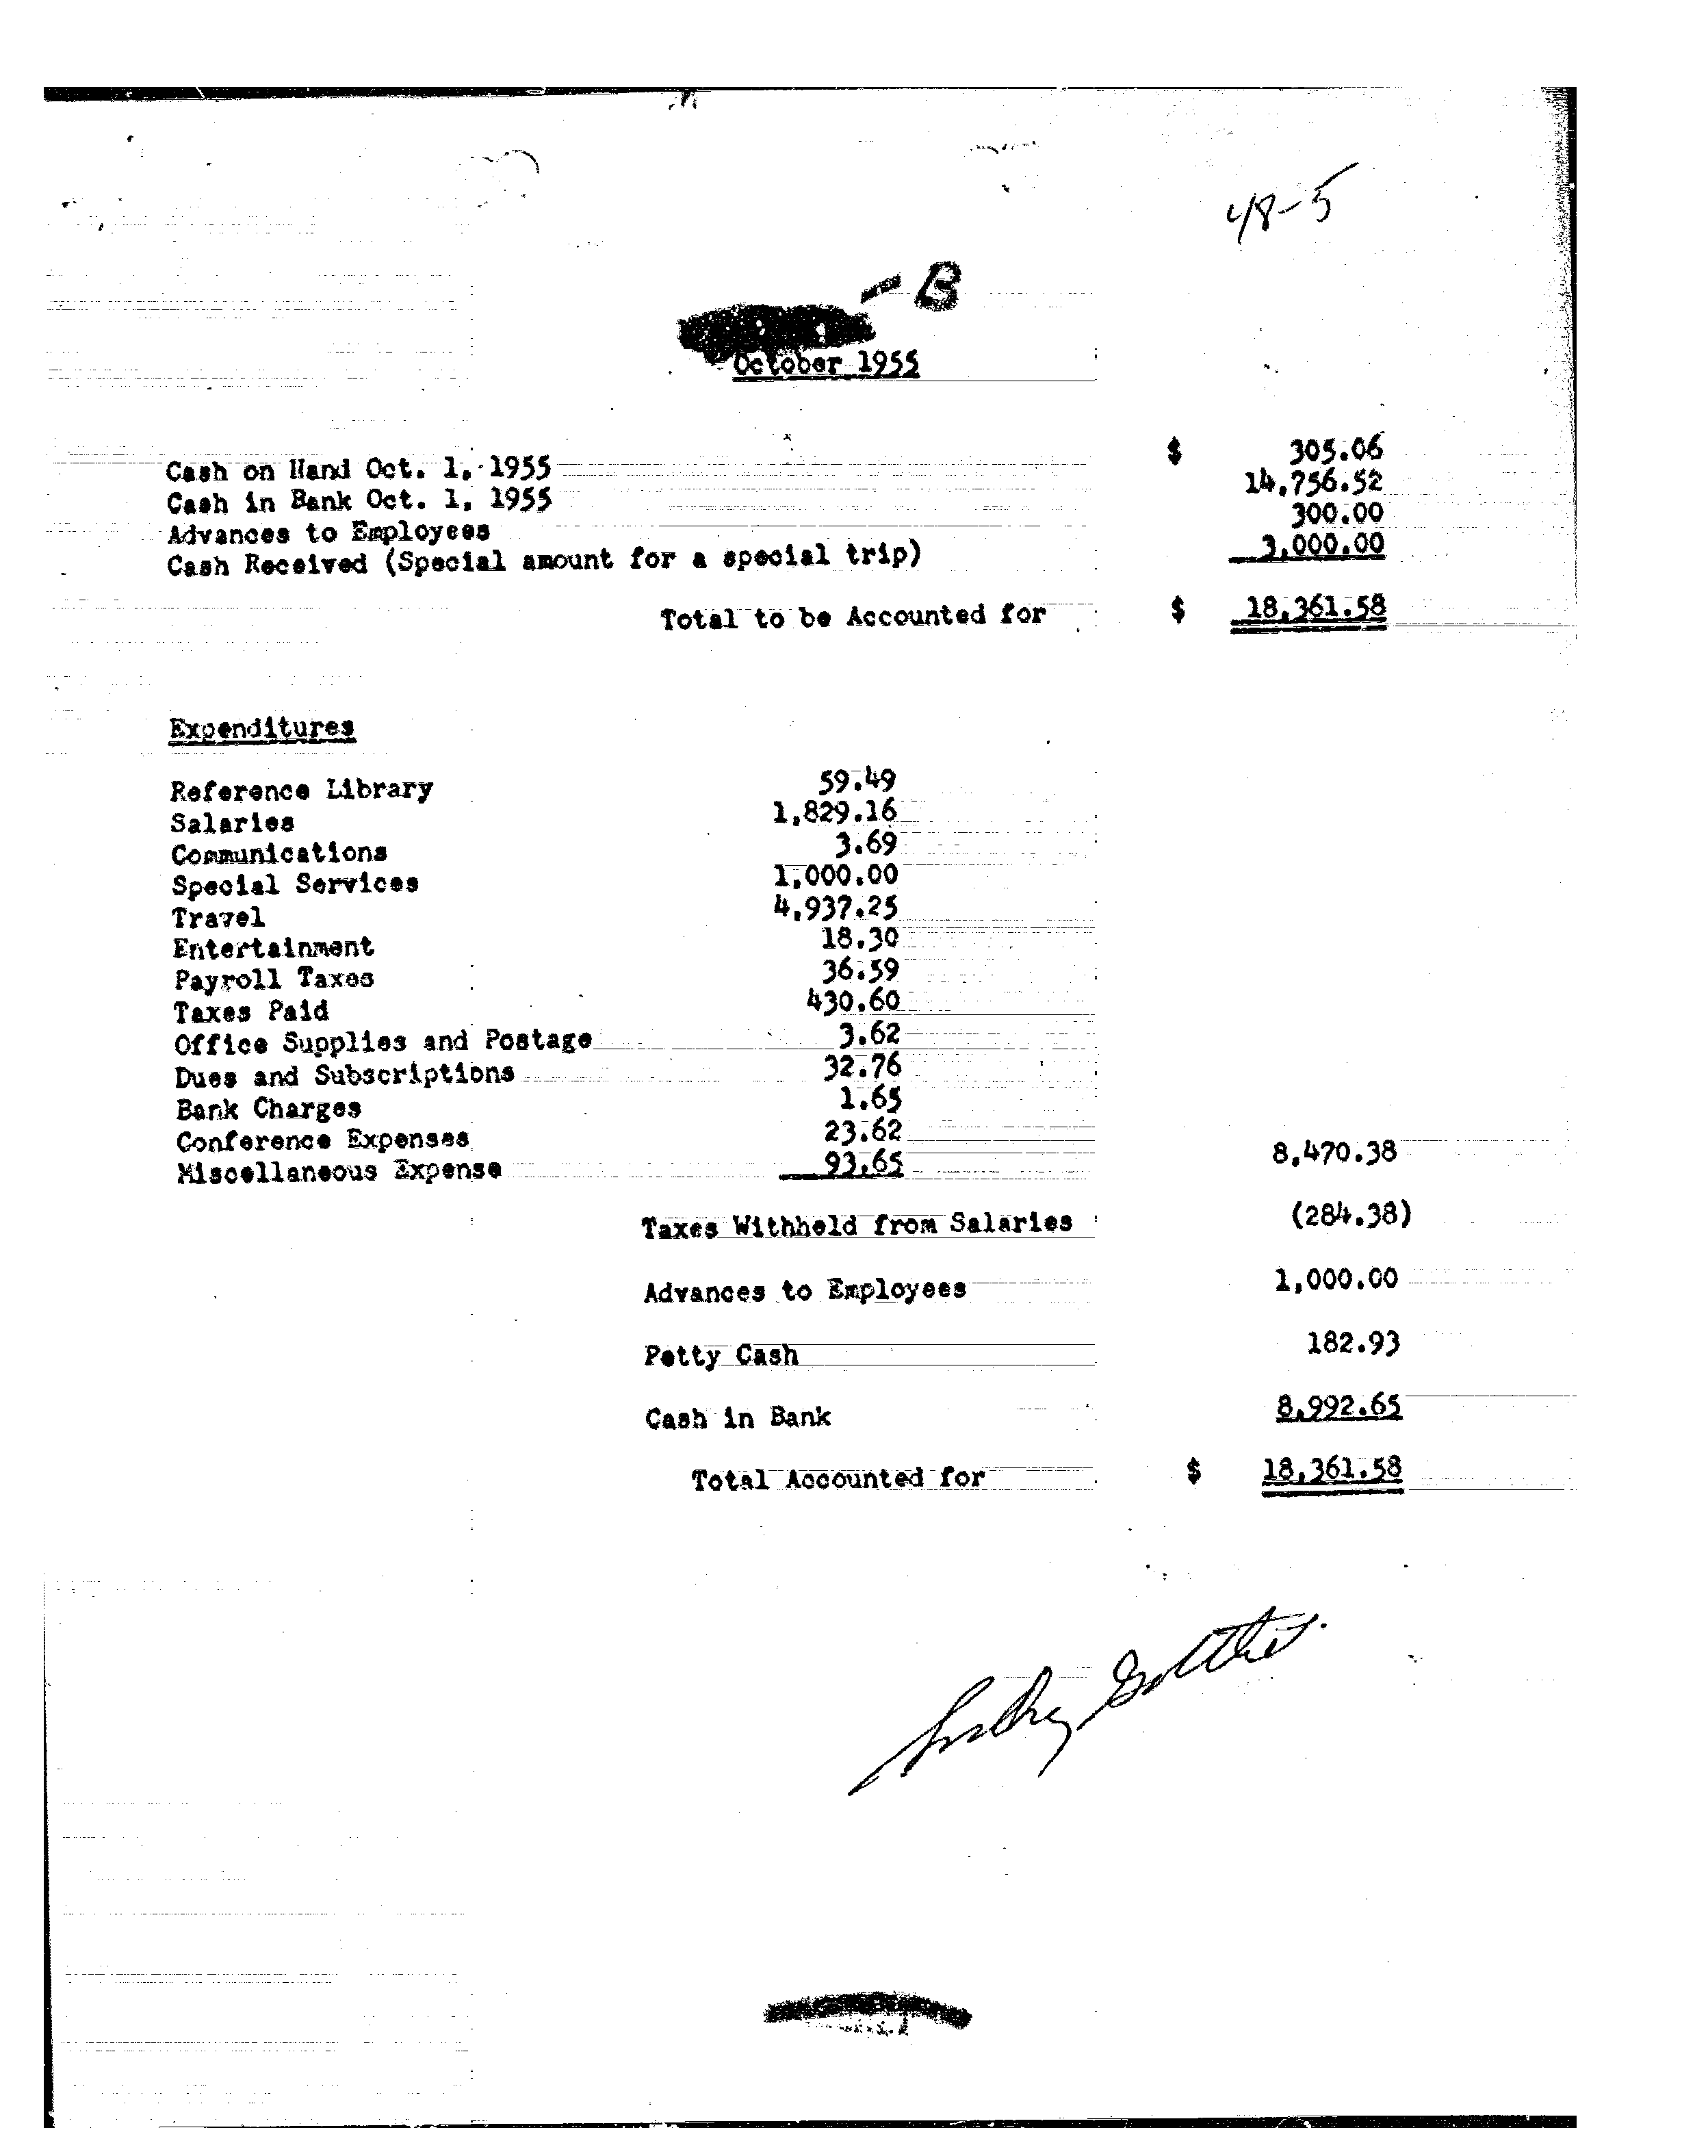 48-5
- B
October 1955
Cash on Hand Oct. 1, 1955 $ 305.06
Cash in Bank Oct. 1, 1955 14,756.52
Advances to Employees 300.00
Cash Received (Special amount for a special trip) 3,000.00
Total to be Accounted for $ 18,361.58
Expenditures
Reference Library 59.49
Salaries 1,829.16
Communications 3.69
Special Services 1,000.00
Travel 4,937.25
Entertainment 18.30
Payroll Taxes 36.59
Taxes Paid 430.60
Office Supplies and Postage 3.62
Dues and Subscriptions 32.76
Bank Charges 1.65
Conference Expenses 23.62
Miscellaneous Expense 93.65 8,470.38
Taxes Withheld from Salaries (284.38)
Advances to Employees 1,000.00
Petty Cash 182.93
Cash in Bank 8,992.65
Total Accounted for $ 18,361.58